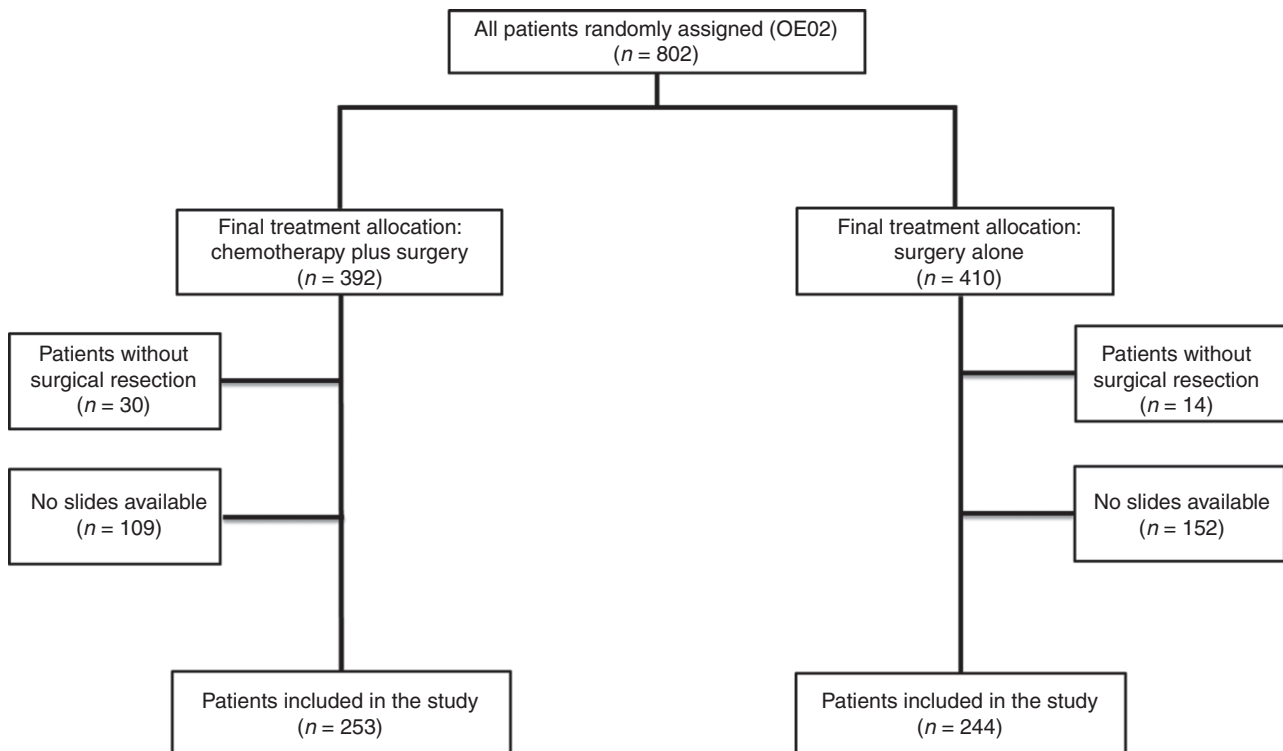 All patients randomly assigned (OE02)
(n = 802)
Final treatment allocation:
chemotherapy plus surgery
(n = 392)
Final treatment allocation:
surgery alone
(n = 410)
Patients without
surgical resection
(n = 30)
Patients without
surgical resection
(n = 14)
No slides available
(n = 109)
No slides available
(n = 152)
Patients included in the study
(n = 253)
Patients included in the study
(n = 244)